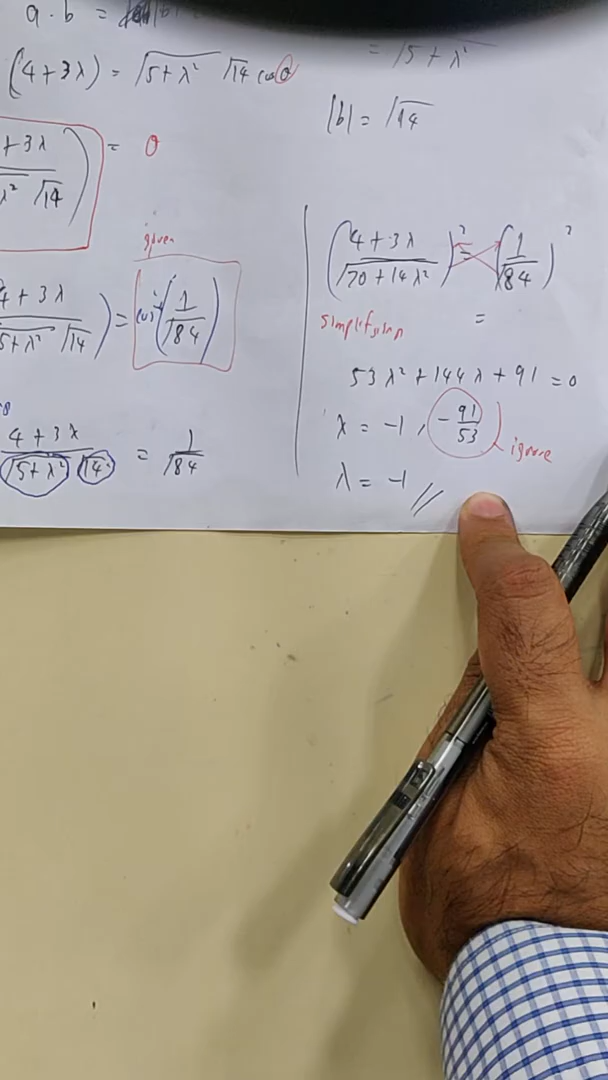 a · b =
(4+3λ) = √5+λ² √14 cos θ
+3λ / λ² √14 ) = θ
given
4+3λ / √5+λ² √14 ) = cos⁻¹(1/√84)
4+3λ / √5+λ² √14 = 1/√84
= √5+λ²
|b| = √14
(4+3λ / √70+14λ²)² = (1/√84)²
=
53λ²+144λ+91=0
λ = -1, -91/53
ignore
λ = -1 //